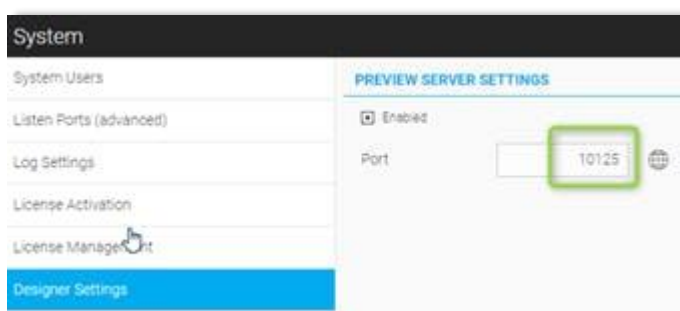 System
System Users
Listen Ports (advanced)
Log Settings
License Activation
License Management
Designer Settings
PREVIEW SERVER SETTINGS
Enabled
Port 10125